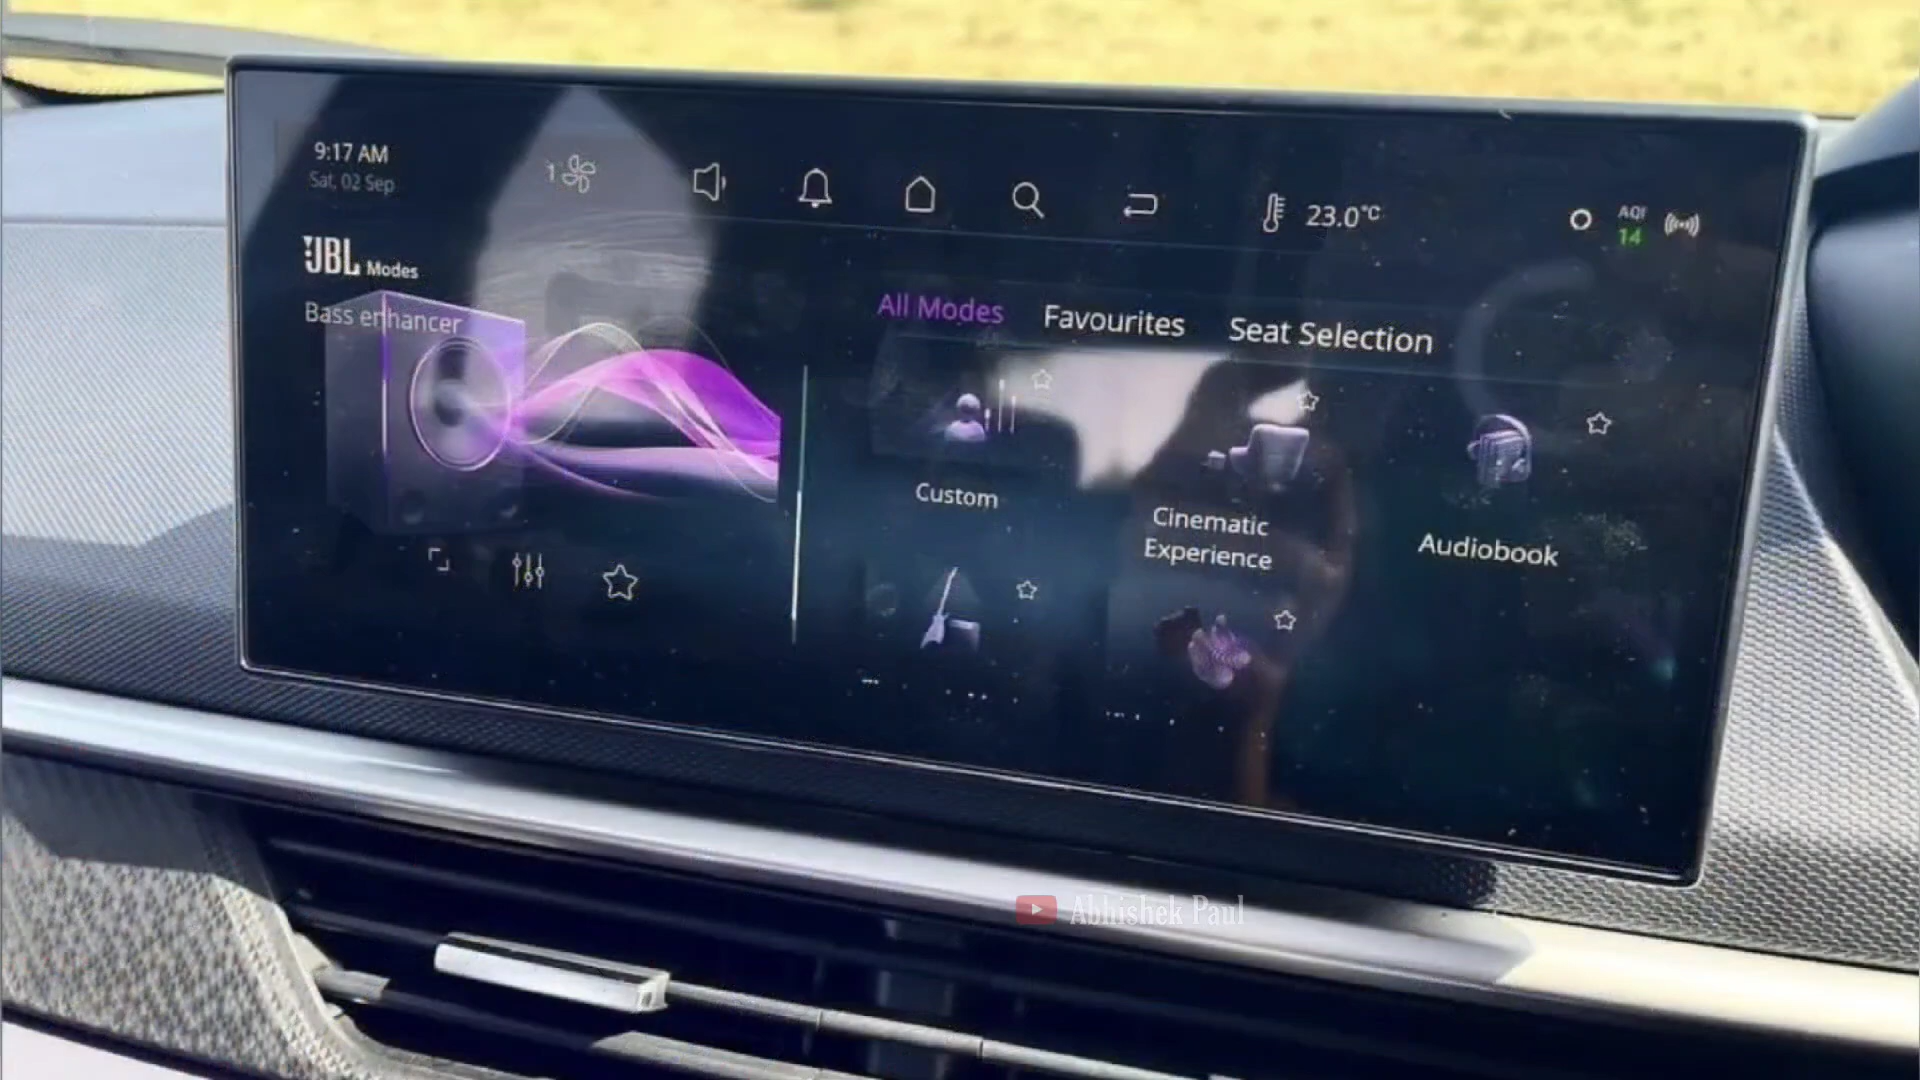 9:17 AM
Sat, 02 Sep
1
23.0°C
AQI
14
JBL Modes
Bass enhancer
All Modes
Favourites
Seat Selection
Custom
Cinematic
Experience
Audiobook
Abhishek Paul